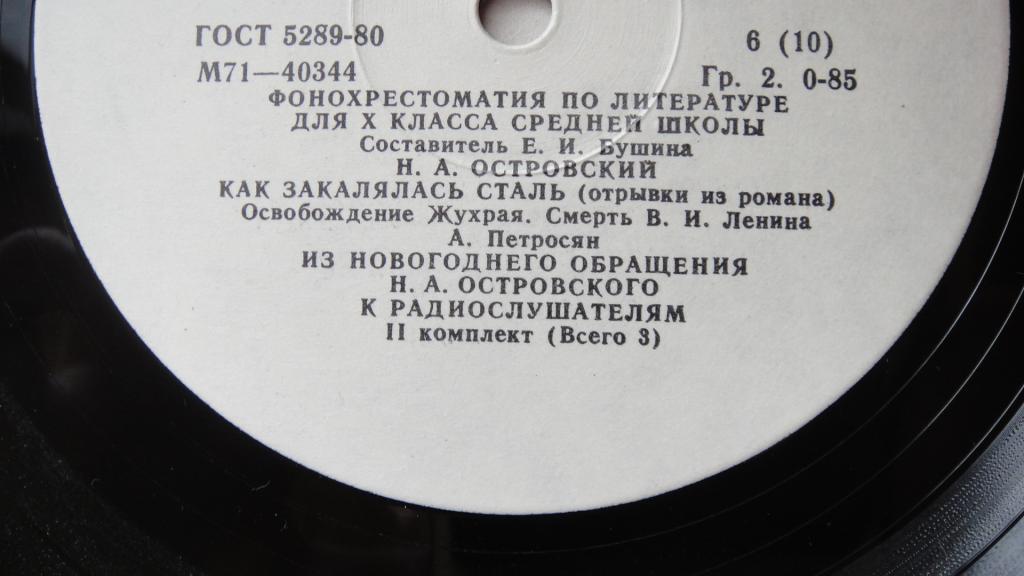 ГОСТ 5289-80 6 (10)
М71—40344 Гр. 2. 0-85
ФОНОХРЕСТОМАТИЯ ПО ЛИТЕРАТУРЕ
ДЛЯ X КЛАССА СРЕДНЕЙ ШКОЛЫ
Составитель Е. И. Бушина
Н. А. ОСТРОВСКИЙ
КАК ЗАКАЛЯЛАСЬ СТАЛЬ (отрывки из романа)
Освобождение Жухрая. Смерть В. И. Ленина
А. Петросян
ИЗ НОВОГОДНЕГО ОБРАЩЕНИЯ
Н. А. ОСТРОВСКОГО
К РАДИОСЛУШАТЕЛЯМ
II комплект (Всего 3)